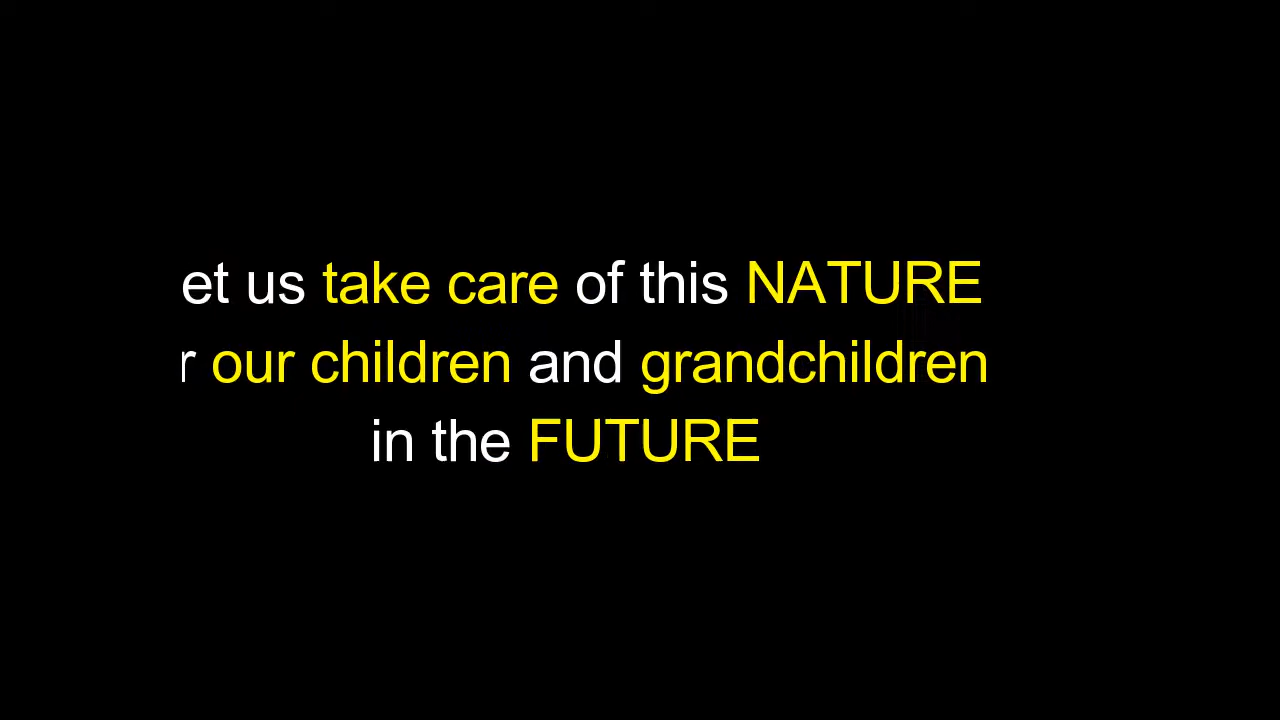 et us take care of this NATURE
r our children and grandchildren
in the FUTURE